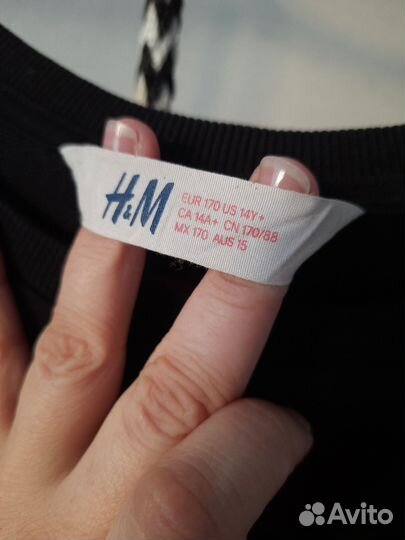 H&M
EUR 170 US 14Y+
CA 14A+ CN 170/88
MX 170 AUS 15
Avito